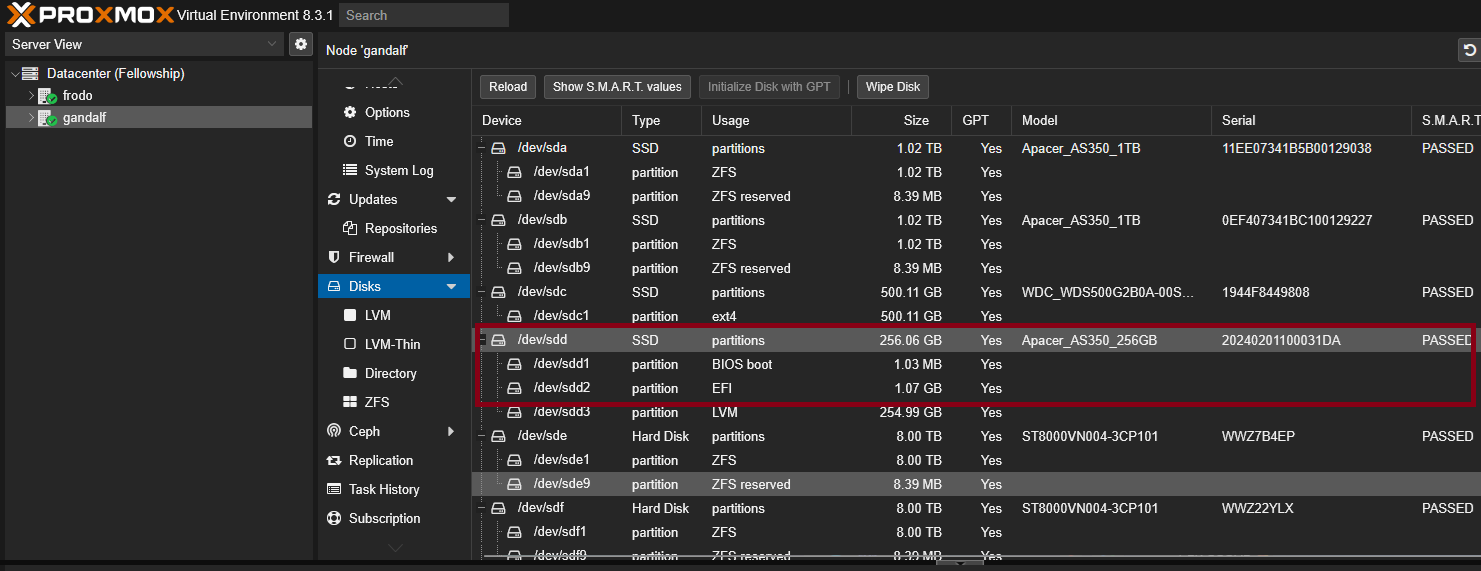 PROXMOX Virtual Environment 8.3.1 Search
Server View
Node 'gandalf'
Datacenter (Fellowship)
frodo
gandalf
Options
Time
System Log
Updates
Repositories
Firewall
Disks
LVM
LVM-Thin
Directory
ZFS
Ceph
Replication
Task History
Subscription
Reload Show S.M.A.R.T. values Initialize Disk with GPT Wipe Disk
Device Type Usage Size GPT Model Serial S.M.A.R.T
/dev/sda SSD partitions 1.02 TB Yes Apacer_AS350_1TB 11EE07341B5B00129038 PASSED
/dev/sda1 partition ZFS 1.02 TB Yes
/dev/sda9 partition ZFS reserved 8.39 MB Yes
/dev/sdb SSD partitions 1.02 TB Yes Apacer_AS350_1TB 0EF407341BC100129227 PASSED
/dev/sdb1 partition ZFS 1.02 TB Yes
/dev/sdb9 partition ZFS reserved 8.39 MB Yes
/dev/sdc SSD partitions 500.11 GB Yes WDC_WDS500G2B0A-00S... 1944F8449808 PASSED
/dev/sdc1 partition ext4 500.11 GB Yes
/dev/sdd SSD partitions 256.06 GB Yes Apacer_AS350_256GB 20240201100031DA PASSED
/dev/sdd1 partition BIOS boot 1.03 MB Yes
/dev/sdd2 partition EFI 1.07 GB Yes
/dev/sdd3 partition LVM 254.99 GB Yes
/dev/sde Hard Disk partitions 8.00 TB Yes ST8000VN004-3CP101 WWZ7B4EP PASSED
/dev/sde1 partition ZFS 8.00 TB Yes
/dev/sde9 partition ZFS reserved 8.39 MB Yes
/dev/sdf Hard Disk partitions 8.00 TB Yes ST8000VN004-3CP101 WWZ22YLX PASSED
/dev/sdf1 partition ZFS 8.00 TB Yes
/dev/sdf9 partition ZFS reserved 8.39 MB Yes